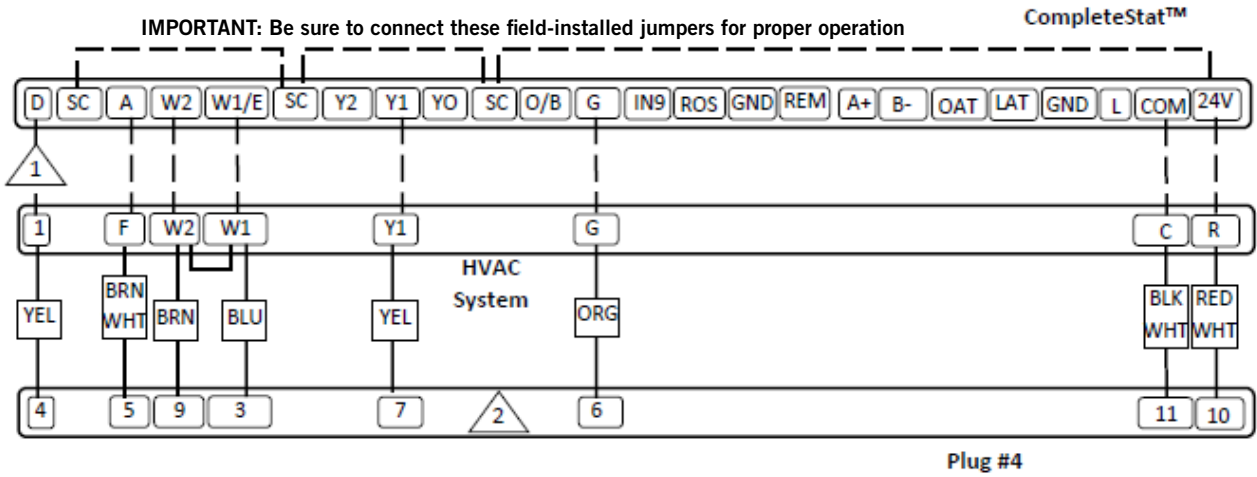 CompleteStat™
IMPORTANT: Be sure to connect these field-installed jumpers for proper operation
D SC A W2 W1/E SC Y2 Y1 YO SC O/B G IN9 ROS GND REM A+ B- OAT LAT GND L COM 24V
1
1 F W2 W1 Y1 G C R
HVAC
System
YEL BRN
WHT BRN BLU YEL ORG BLK
WHT RED
WHT
4 5 9 3 7 2 6 11 10
Plug #4